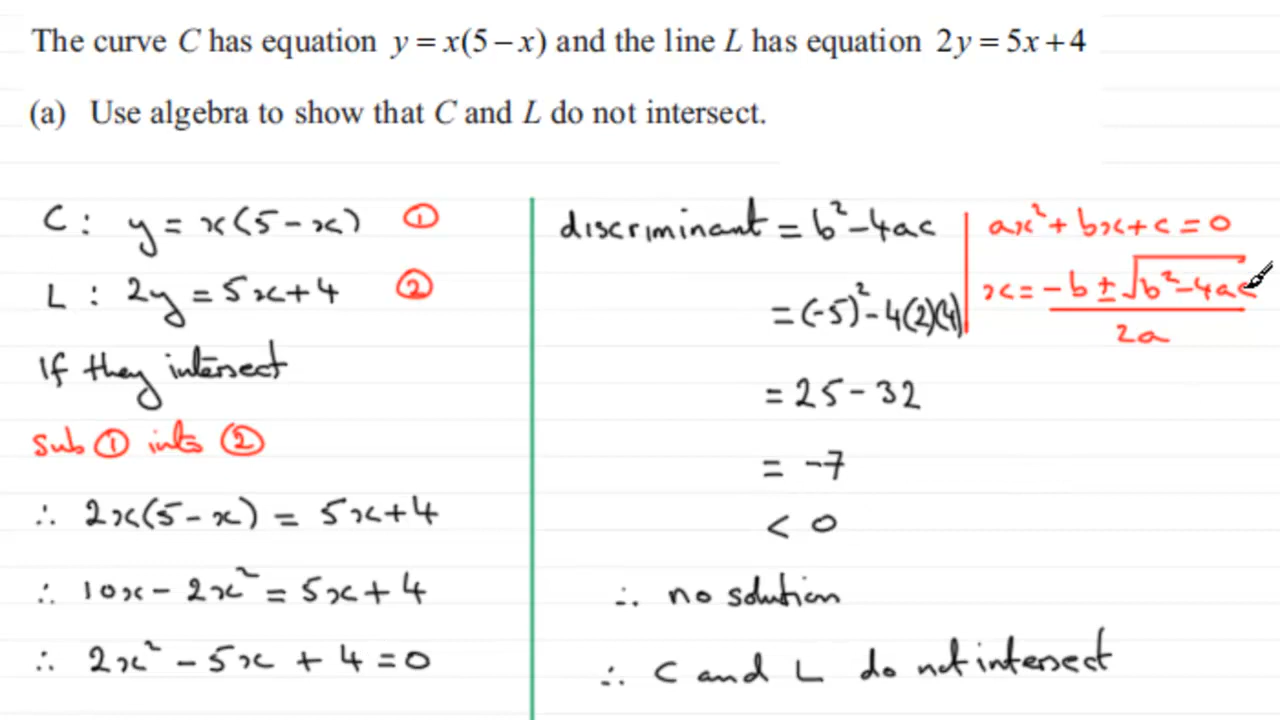 The curve C has equation y = x(5 − x) and the line L has equation 2y = 5x + 4
(a) Use algebra to show that C and L do not intersect.
C : y = x(5 − x) ①
L : 2y = 5x + 4 ②
If they intersect
Sub ① into ②
∴ 2x(5 − x) = 5x + 4
∴ 10x − 2x² = 5x + 4
∴ 2x² − 5x + 4 = 0
discriminant = b² − 4ac
= (−5)² − 4(2)(4)
= 25 − 32
= −7
< 0
∴ no solution
∴ C and L do not intersect
ax² + bx + c = 0
x = −b ± √b² − 4ac
2a